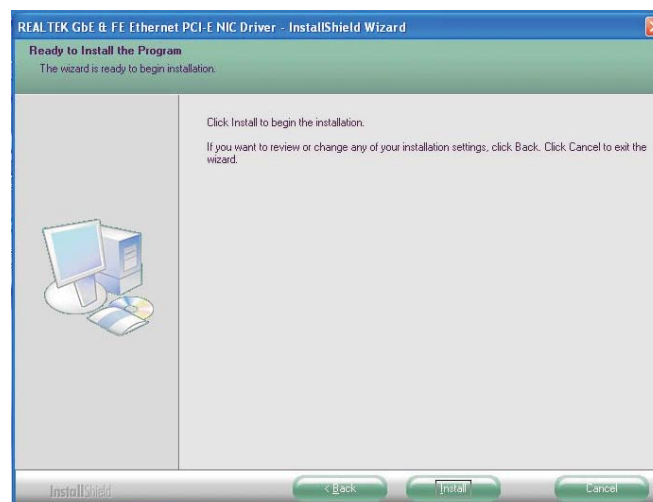 REALTEK GbE & FE Ethernet PCI-E NIC Driver - InstallShield Wizard
Ready to Install the Program
The wizard is ready to begin installation.
Click Install to begin the installation.
If you want to review or change any of your installation settings, click Back. Click Cancel to exit the
wizard.
InstallShield
< Back
Install
Cancel